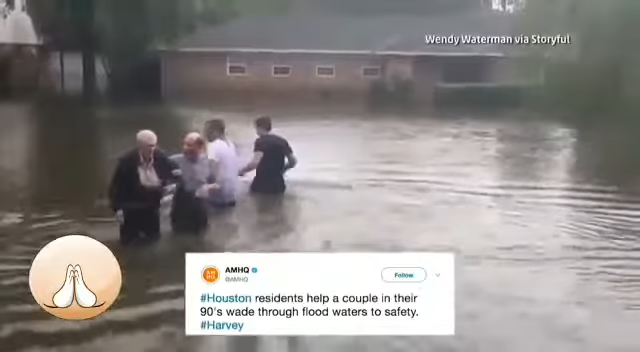 Wendy Waterman via Storyful
AMHQ
@AMHQ
Follow
#Houston residents help a couple in their
90's wade through flood waters to safety.
#Harvey